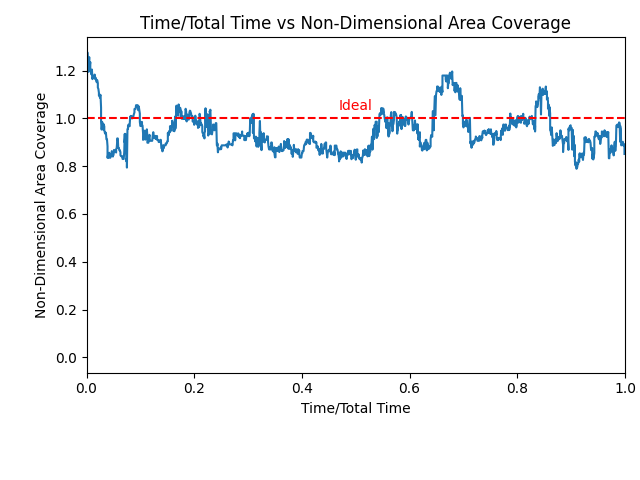 Time/Total Time vs Non-Dimensional Area Coverage
Non-Dimensional Area Coverage
1.2
1.0
0.8
0.6
0.4
0.2
0.0
Ideal
0.0 0.2 0.4 0.6 0.8 1.0
Time/Total Time